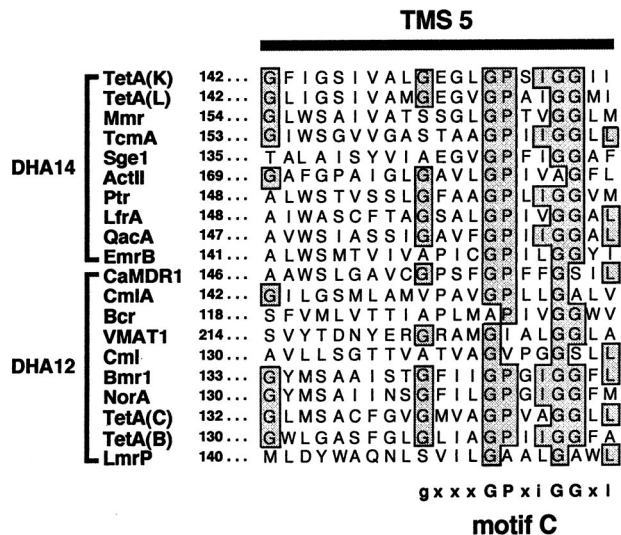 TMS 5
DHA14
TetA(K) 142 ... G F I G S I V A L G E G L G P S I G G I I
TetA(L) 142 ... G L I G S I V A M G E G V G P A I G G M I
Mmr 154 ... G L W S A I V A T S S G L G P T V G G L M
TcmA 153 ... G I W S G V V G A S T A A G P I I G G L L
Sge1 135 ... T A L A I S Y V I A E G V G P F I G G A F
ActII 169 ... G A F G P A I G L G A V L G P I V A G F L
Ptr 148 ... A L W S T V S S L G F A A G P L I G G V M
LfrA 148 ... A I W A S C F T A G S A L G P I V G G A L
QacA 147 ... A V W S I A S S I G A V F G P I I G G A L
EmrB 141 ... A L W S M T V I V A P I C G P I L G G Y I
DHA12
CaMDR1 146 ... A A W S L G A V C G P S F G P F F G S I L
CmlA 142 ... G I L G S M L A M V P A V G P L L G A L V
Bcr 118 ... S F V M L V T T I A P L M A P I V G G W V
VMAT1 214 ... S V Y T D N Y E R G R A M G I A L G G L A
Cml 130 ... A V L L S G T T V A T V A G V P G G S L L
Bmr1 133 ... G Y M S A A I S T G F I I G P G I G G F L
NorA 130 ... G Y M S A I I N S G F I L G P G I G G F M
TetA(C) 132 ... G L M S A C F G V G M V A G P V A G G L L
TetA(B) 130 ... G W L G A S F G L G L I A G P I I G G F A
LmrP 140 ... M L D Y W A Q N L S V I L G A A L G A W L
g x x x G P x i G G x l
motif C